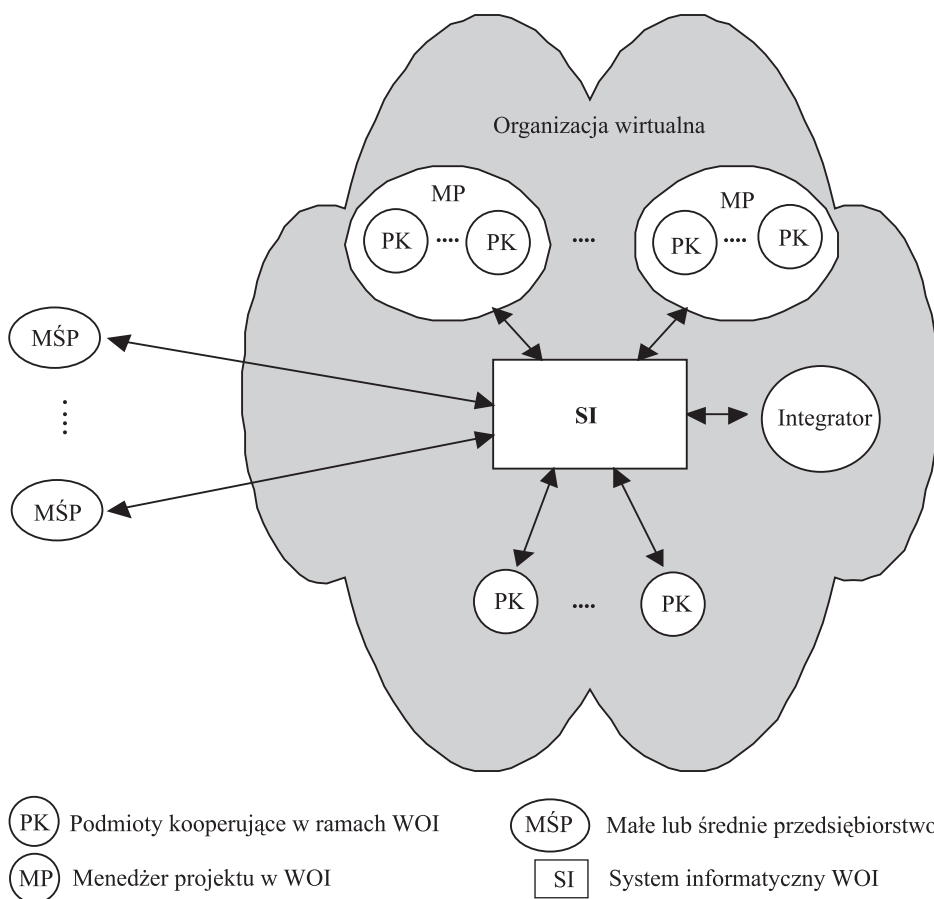 Organizacja wirtualna
MP
PK .... PK
....
MP
PK .... PK
MŚP
....
MŚP
SI
Integrator
PK .... PK
PK Podmioty kooperujące w ramach WOI
MŚP Małe lub średnie przedsiębiorstwo
MP Menedżer projektu w WOI
SI System informatyczny WOI